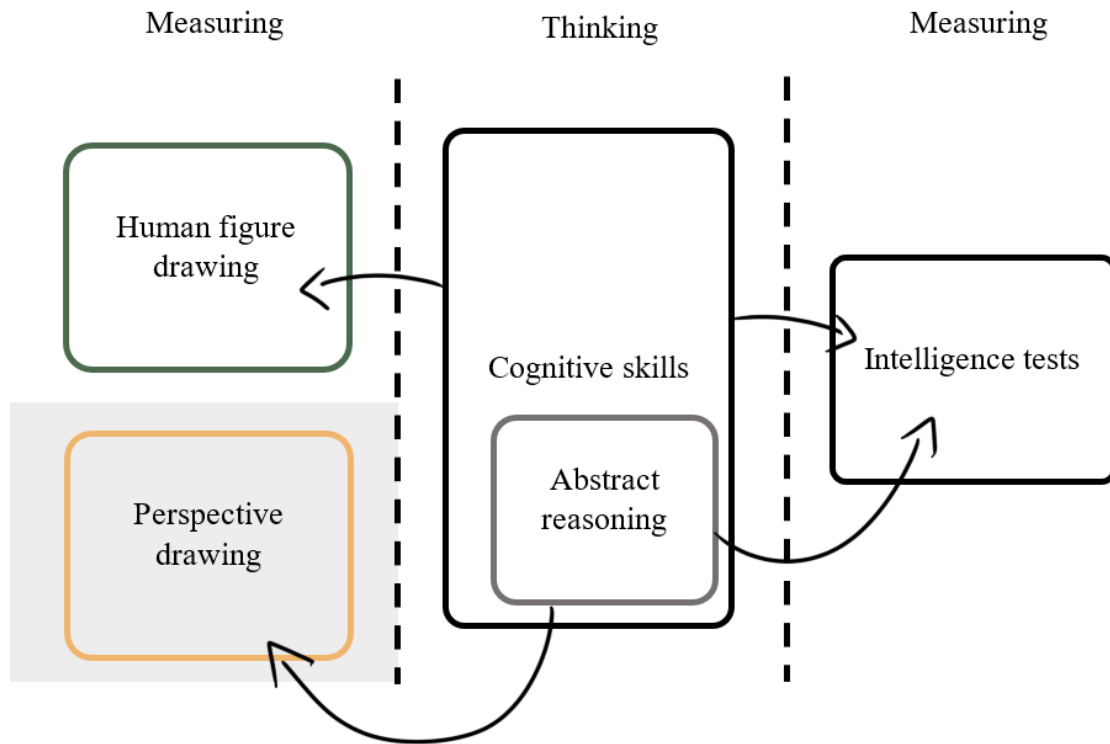 Measuring
Thinking
Measuring
Human figure
drawing
Cognitive skills
Intelligence tests
Perspective
drawing
Abstract
reasoning